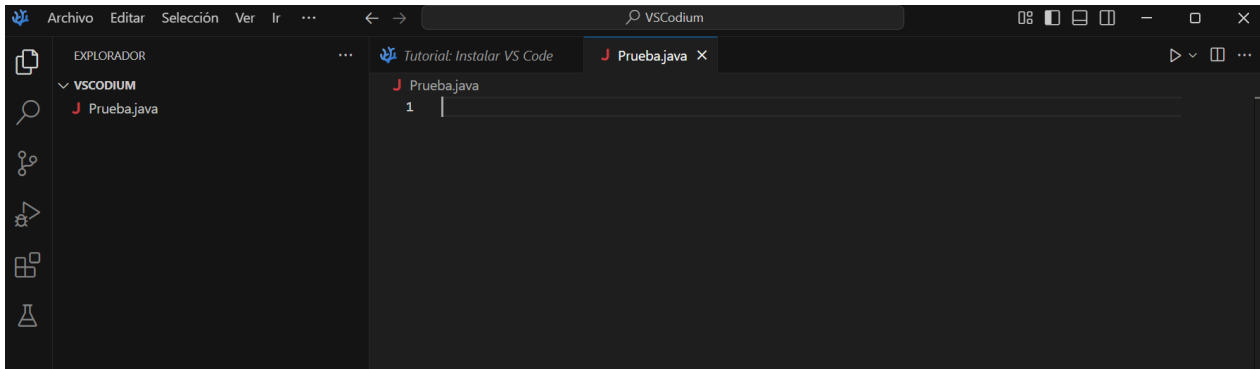 Archivo Editar Selección Ver Ir ··· ← → VSCodium
EXPLORADOR ···
Tutorial: Instalar VS Code J Prueba.java ×
VSCODIUM
J Prueba.java
J Prueba.java
1